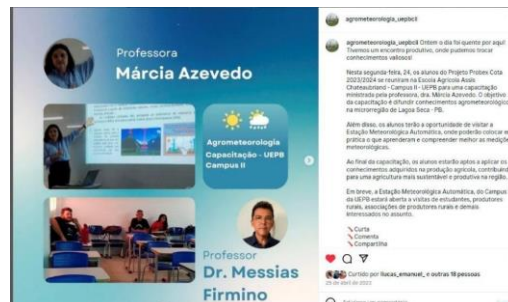 Professora
Márcia Azevedo
Agrometeorologia
Capacitação - UEPB
Campus II
Professor
Dr. Messias
Firmino
agrometeorologia_uepbcii
agrometeorologia_uepbcii Ontem o dia foi quente por aqui!
Tivemos um encontro produtivo, onde pudemos trocar
conhecimentos valiosos!
Nesta segunda-feira, 24, os alunos do Projeto Probex Cota
2023/2024 se reuniram na Escola Agrícola Assis
Chateaubriand - Campus II - UEPB para uma capacitação
ministrada pela professora, dra. Márcia Azevedo. O objetivo
da capacitação é difundir conhecimentos agrometeorológicos
na microrregião de Lagoa Seca - PB.
Além disso, os alunos terão a oportunidade de visitar a
Estação Meteorológica Automática, onde poderão colocar em
prática o que aprenderam e compreender melhor as medições
meteorológicas.
Ao final da capacitação, os alunos estarão aptos a aplicar os
conhecimentos adquiridos na produção agrícola, contribuindo
para uma agricultura mais sustentável e produtiva na região.
Em breve, a Estação Meteorológica Automática, do Campus
da UEPB estará aberta a visitas de estudantes, produtores
rurais, associações de produtores rurais e demais
interessados no assunto.
Curta
Comenta
Compartilha
Curtido por llucas_emanuel_ e outras 18 pessoas
25 de abril de 2023